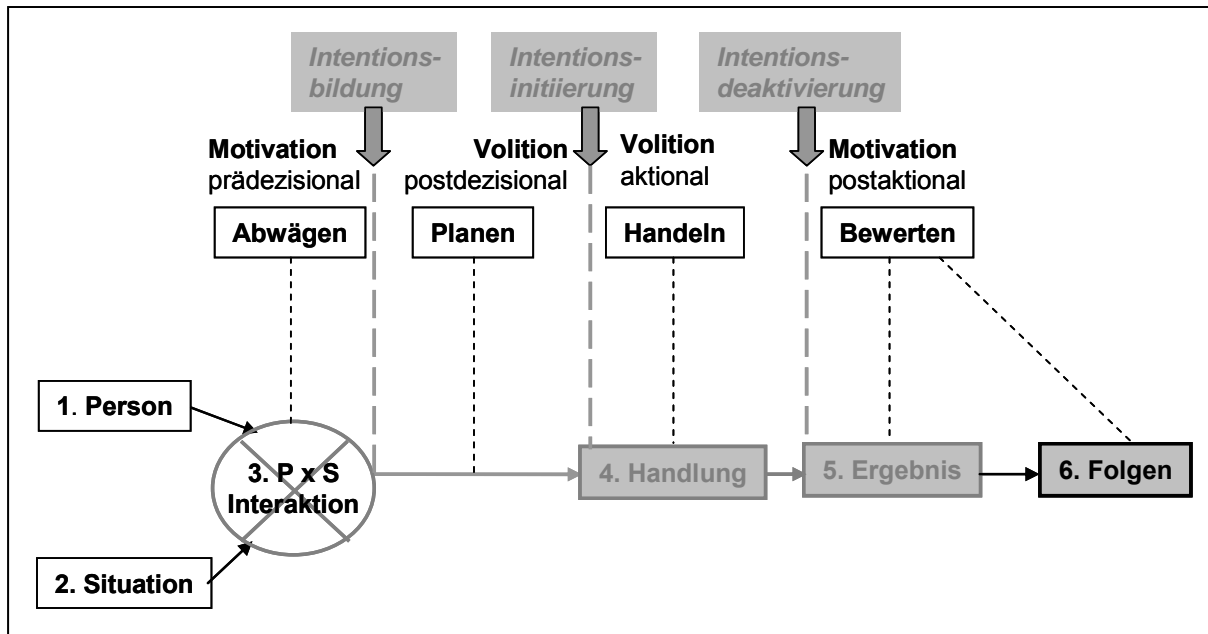 Intentions-
bildung
Intentions-
initiierung
Intentions-
deaktivierung
Motivation
prädezisional
Volition
postdezisional
Volition
aktional
Motivation
postaktional
Abwägen
Planen
Handeln
Bewerten
1. Person
3. P x S
Interaktion
4. Handlung
5. Ergebnis
6. Folgen
2. Situation